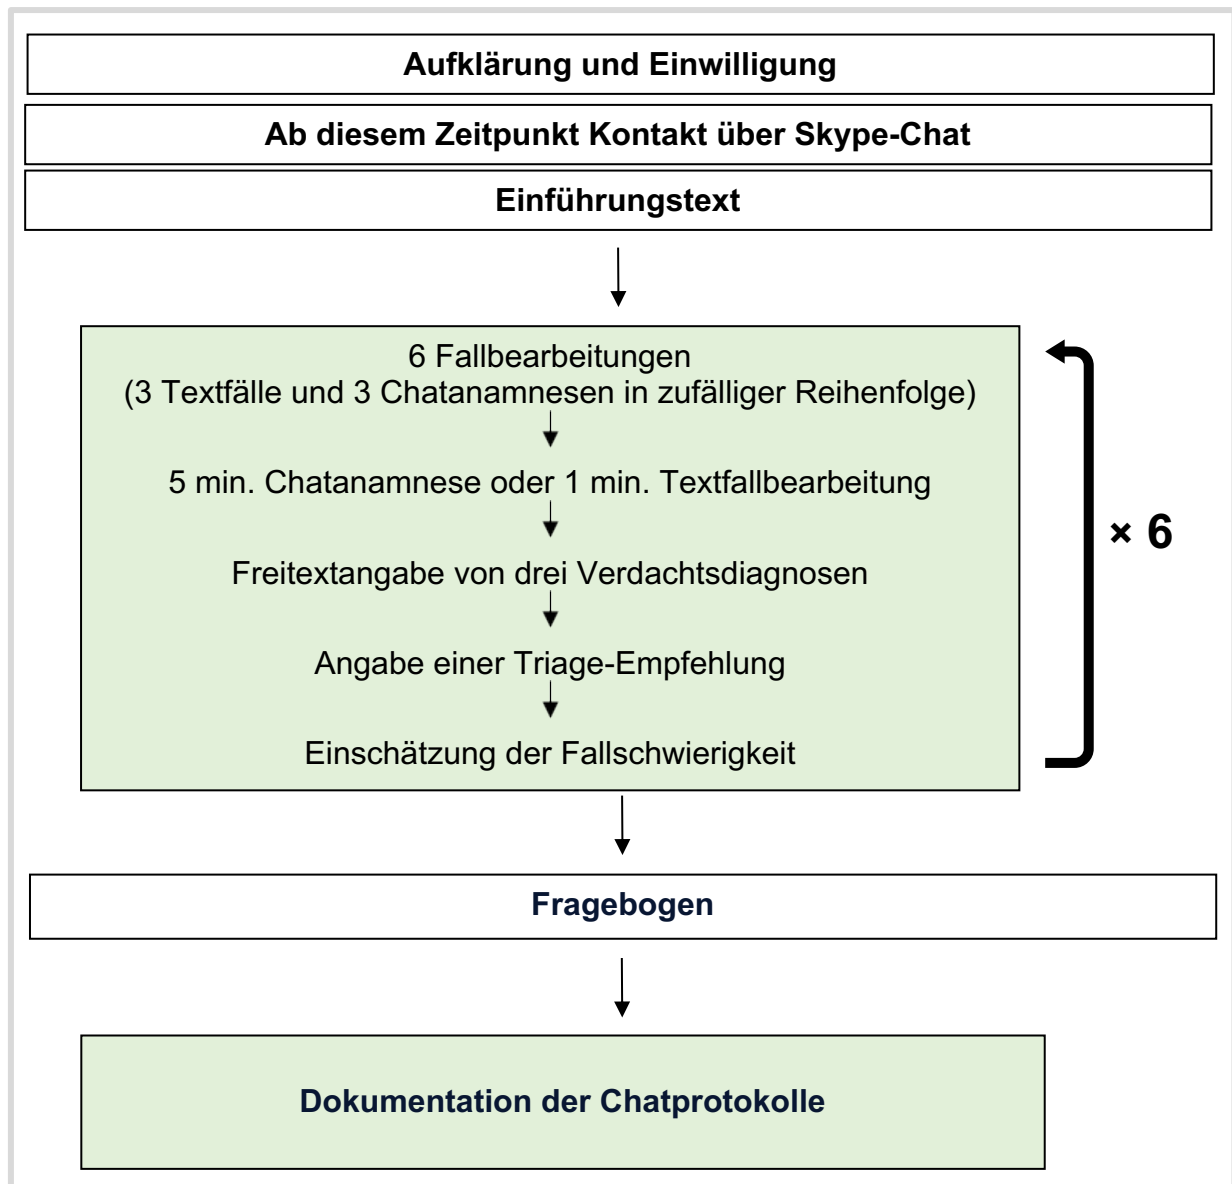 Aufklärung und Einwilligung
Ab diesem Zeitpunkt Kontakt über Skype-Chat
Einführungstext
6 Fallbearbeitungen
(3 Textfälle und 3 Chatanamnesen in zufälliger Reihenfolge)
5 min. Chatanamnese oder 1 min. Textfallbearbeitung
× 6
Freitextangabe von drei Verdachtsdiagnosen
Angabe einer Triage-Empfehlung
Einschätzung der Fallschwierigkeit
Fragebogen
Dokumentation der Chatprotokolle